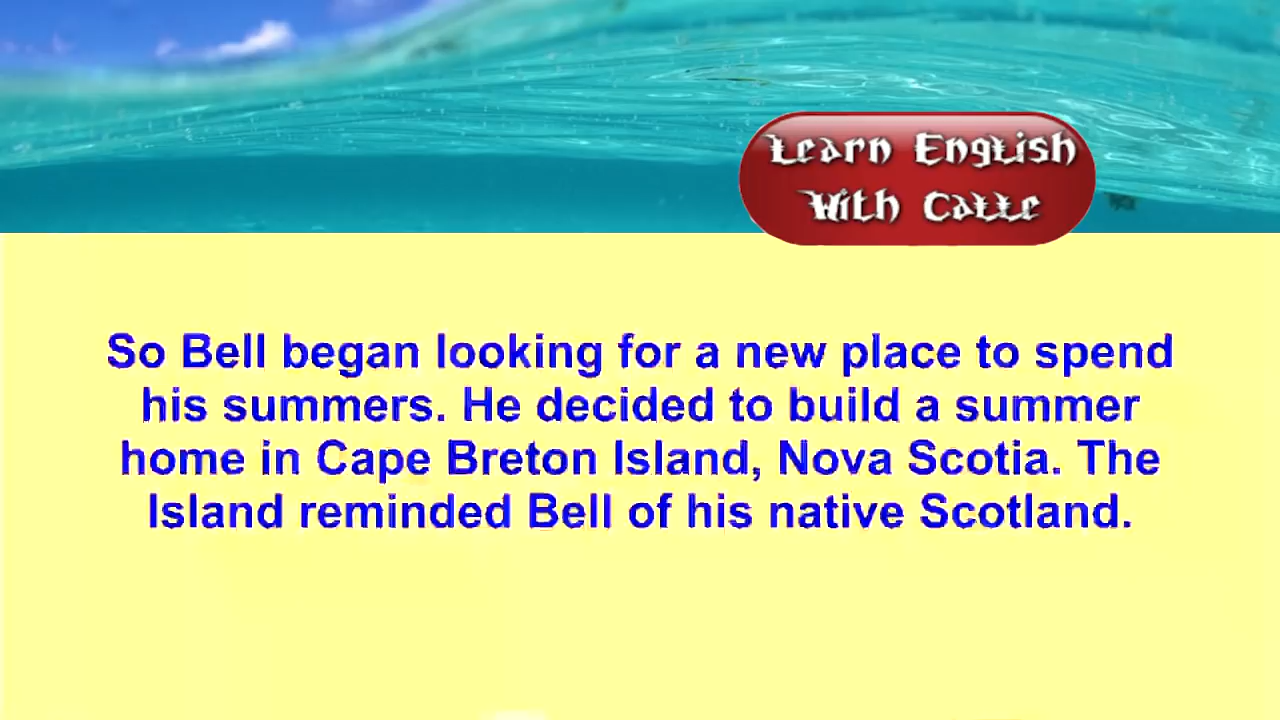 Learn English
With Calle
So Bell began looking for a new place to spend
his summers. He decided to build a summer
home in Cape Breton Island, Nova Scotia. The
Island reminded Bell of his native Scotland.